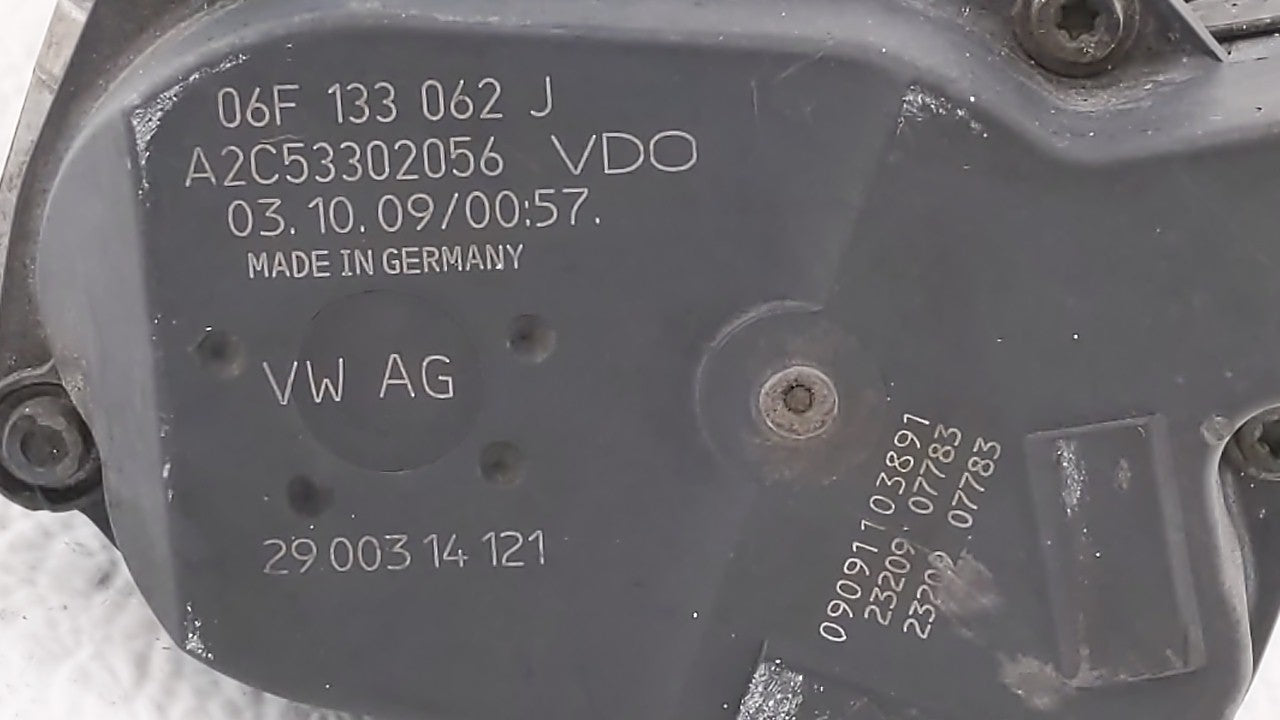 06F 133 062 J
A2C53302056 VDO
03.10.09/00:57.
MADE IN GERMANY
VW AG
29 003 14 121
09091103891
23209 07783
23209 07783